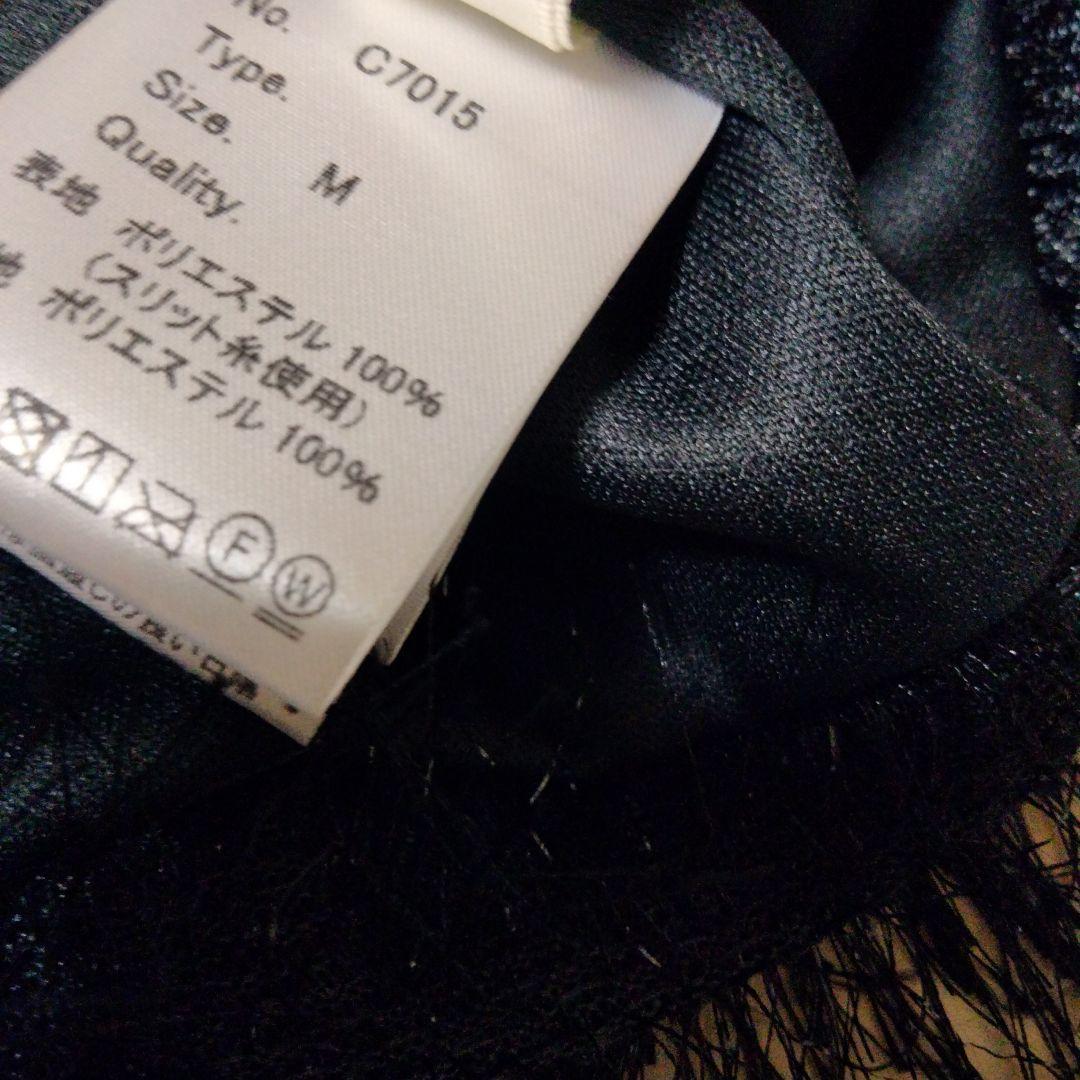 No. C7015
Type.
Size. M
Quality.
表地 ポリエステル 100%
(スリット糸使用)
地 ポリエステル 100%
F W